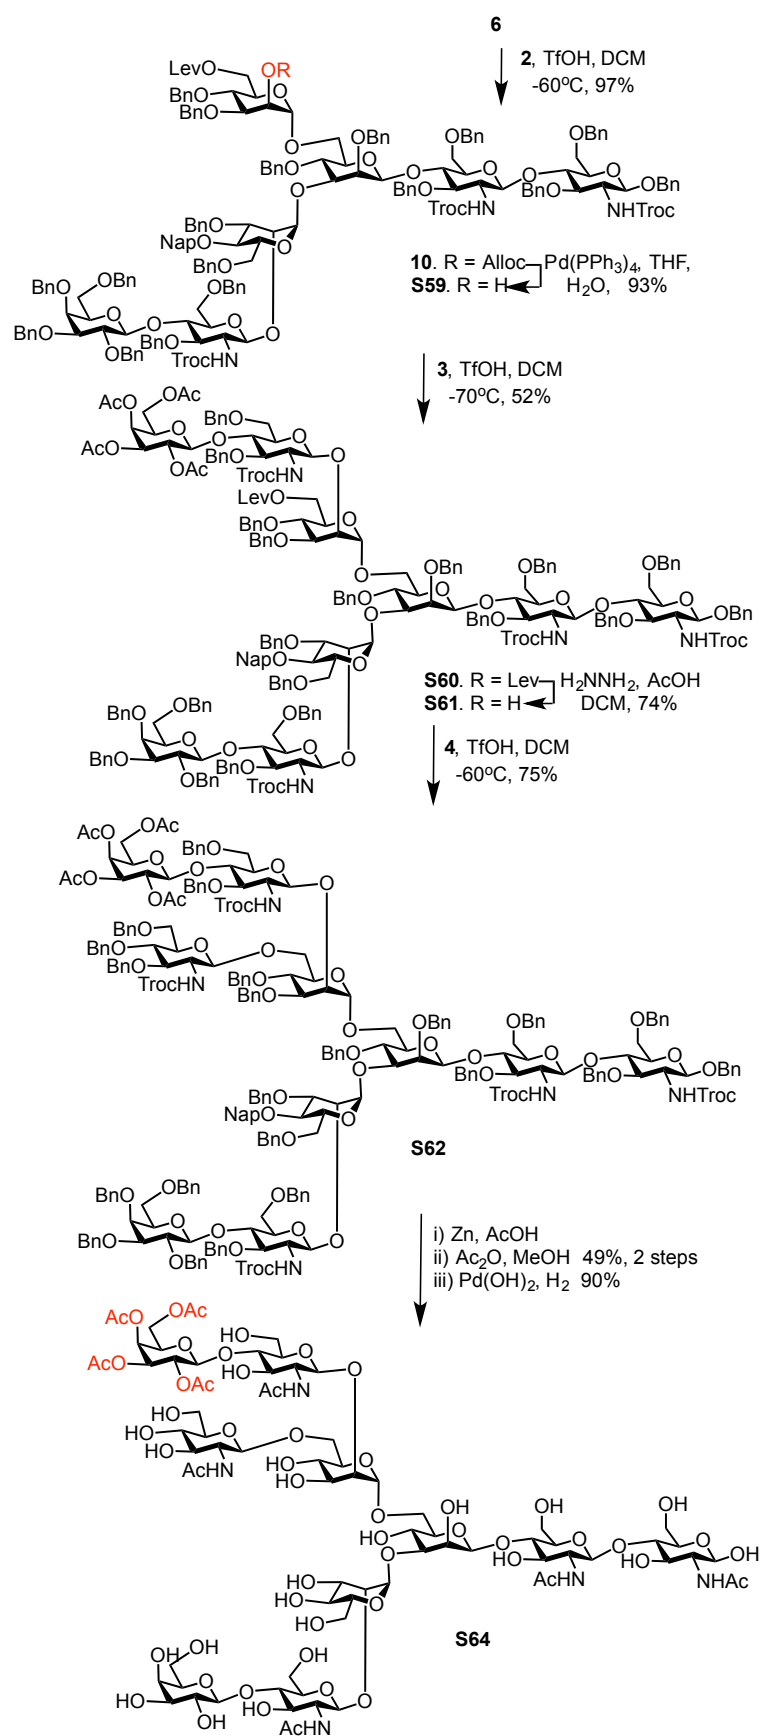 6
2, TfOH, DCM
-60ºC, 97%
LevO
OR
BnO
BnO
O
O
O
OBn
BnO
O
O
OBn
O
BnO
TrocHN
O
OBn
O
BnO
OBn
NHTroc
O
BnO
NapO
BnO
O
OBn
OBn
BnO
O
BnO
OBn
O
OBn
O
BnO
TrocHN
O
10. R = Alloc Pd(PPh3)4, THF,
S59. R = H H2O, 93%
3, TfOH, DCM
-70ºC, 52%
AcO
OAc
AcO
O
OAc
O
BnO
O
BnO
TrocHN
O
LevO
BnO
BnO
O
O
OBn
BnO
O
O
OBn
O
BnO
TrocHN
O
OBn
O
BnO
OBn
NHTroc
O
BnO
NapO
BnO
O
S60. R = Lev H2NNH2, AcOH
S61. R = H DCM, 74%
BnO
OBn
BnO
O
OBn
O
OBn
O
BnO
TrocHN
O
4, TfOH, DCM
-60ºC, 75%
AcO
OAc
AcO
O
OAc
O
BnO
O
BnO
TrocHN
O
BnO
BnO
BnO
O
TrocHN
O
BnO
BnO
O
O
OBn
BnO
O
O
OBn
O
BnO
TrocHN
O
OBn
O
BnO
OBn
NHTroc
O
BnO
NapO
BnO
O
S62
BnO
OBn
BnO
O
OBn
O
OBn
O
BnO
TrocHN
O
i) Zn, AcOH
ii) Ac2O, MeOH 49%, 2 steps
iii) Pd(OH)2, H2 90%
AcO
OAc
AcO
O
OAc
O
HO
O
HO
AcHN
O
HO
HO
HO
O
AcHN
O
HO
HO
O
O
OH
HO
O
O
HO
O
HO
AcHN
O
OH
O
HO
OH
NHAc
O
HO
HO
HO
O
S64
OH
OH
HO
O
OH
O
OH
O
HO
AcHN
O